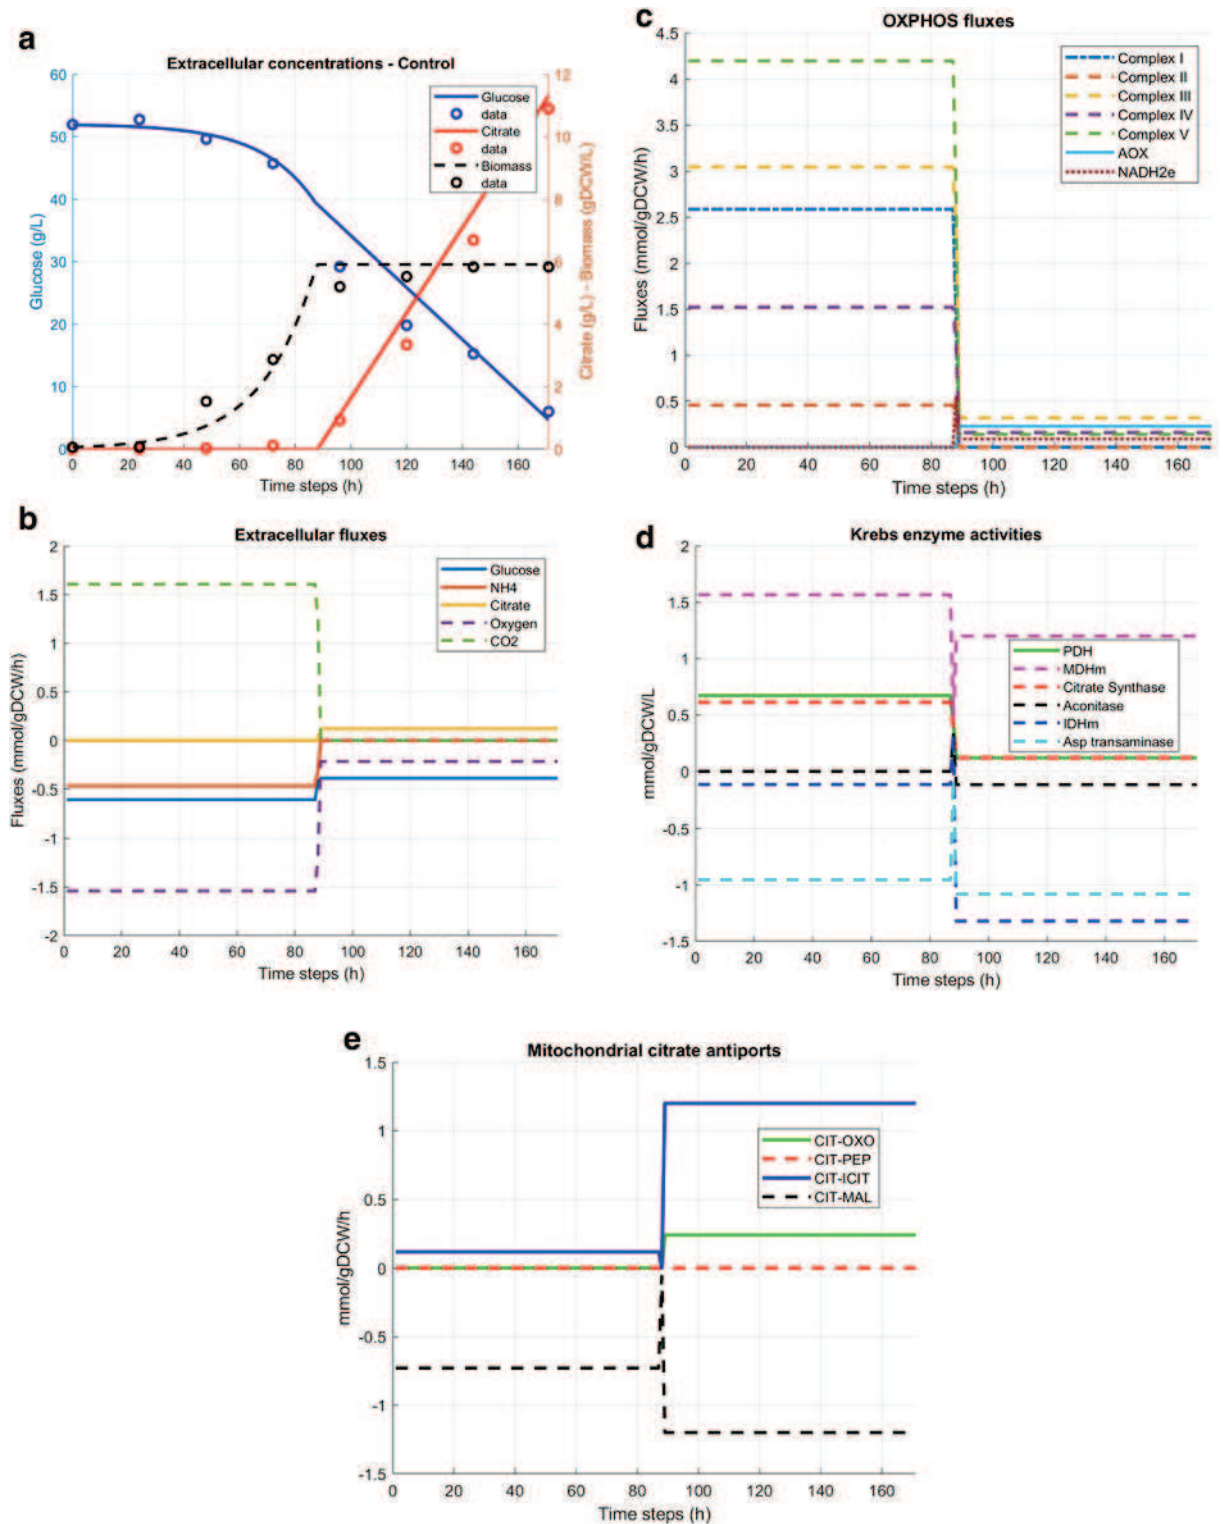 a
Extracellular concentrations - Control
60
50
40
30
20
10
0
Glucose (g/L)
12
10
8
6
4
2
0
Citrate (g/L) - Biomass (gDCW/L)
Glucose
data
Citrate
data
Biomass
data
0 20 40 60 80 100 120 140 160
Time steps (h)
c
OXPHOS fluxes
4.5
4
3.5
3
2.5
2
1.5
1
0.5
0
Fluxes (mmol/gDCW/h)
Complex I
Complex II
Complex III
Complex IV
Complex V
AOX
NADH2e
0 20 40 60 80 100 120 140 160
Time steps (h)
b
Extracellular fluxes
2
1.5
1
0.5
0
-0.5
-1
-1.5
-2
Fluxes (mmol/gDCW/h)
Glucose
NH4
Citrate
Oxygen
CO2
0 20 40 60 80 100 120 140 160
Time steps (h)
d
Krebs enzyme activities
2
1.5
1
0.5
0
-0.5
-1
-1.5
mmol/gDCW/L
PDH
MDHm
Citrate Synthase
Aconitase
IDHm
Asp transaminase
0 20 40 60 80 100 120 140 160
Time steps (h)
e
Mitochondrial citrate antiports
1.5
1
0.5
0
-0.5
-1
-1.5
mmol/gDCW/h
CIT-OXO
CIT-PEP
CIT-ICIT
CIT-MAL
0 20 40 60 80 100 120 140 160
Time steps (h)